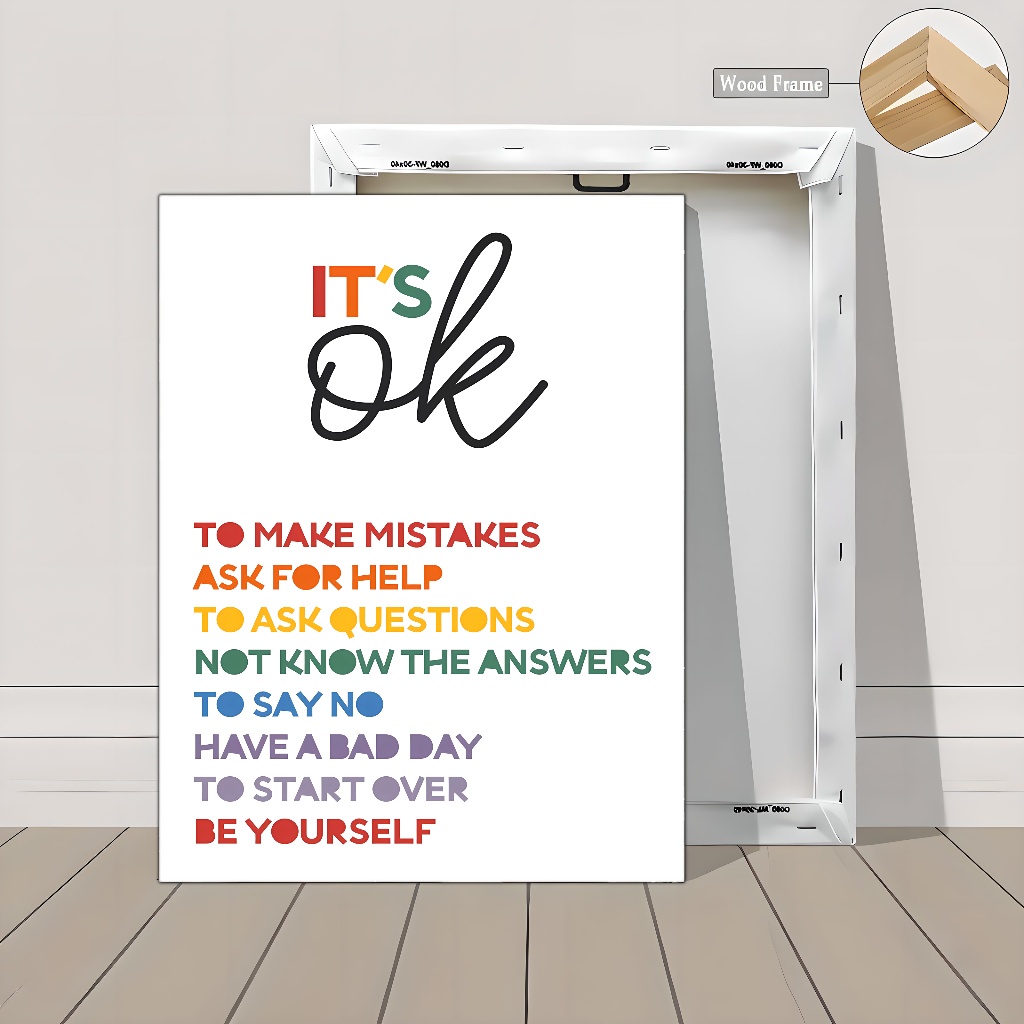 Wood Frame
IT'S
ok
TO MAKE MISTAKES
ASK FOR HELP
TO ASK QUESTIONS
NOT KNOW THE ANSWERS
TO SAY NO
HAVE A BAD DAY
TO START OVER
BE YOURSELF